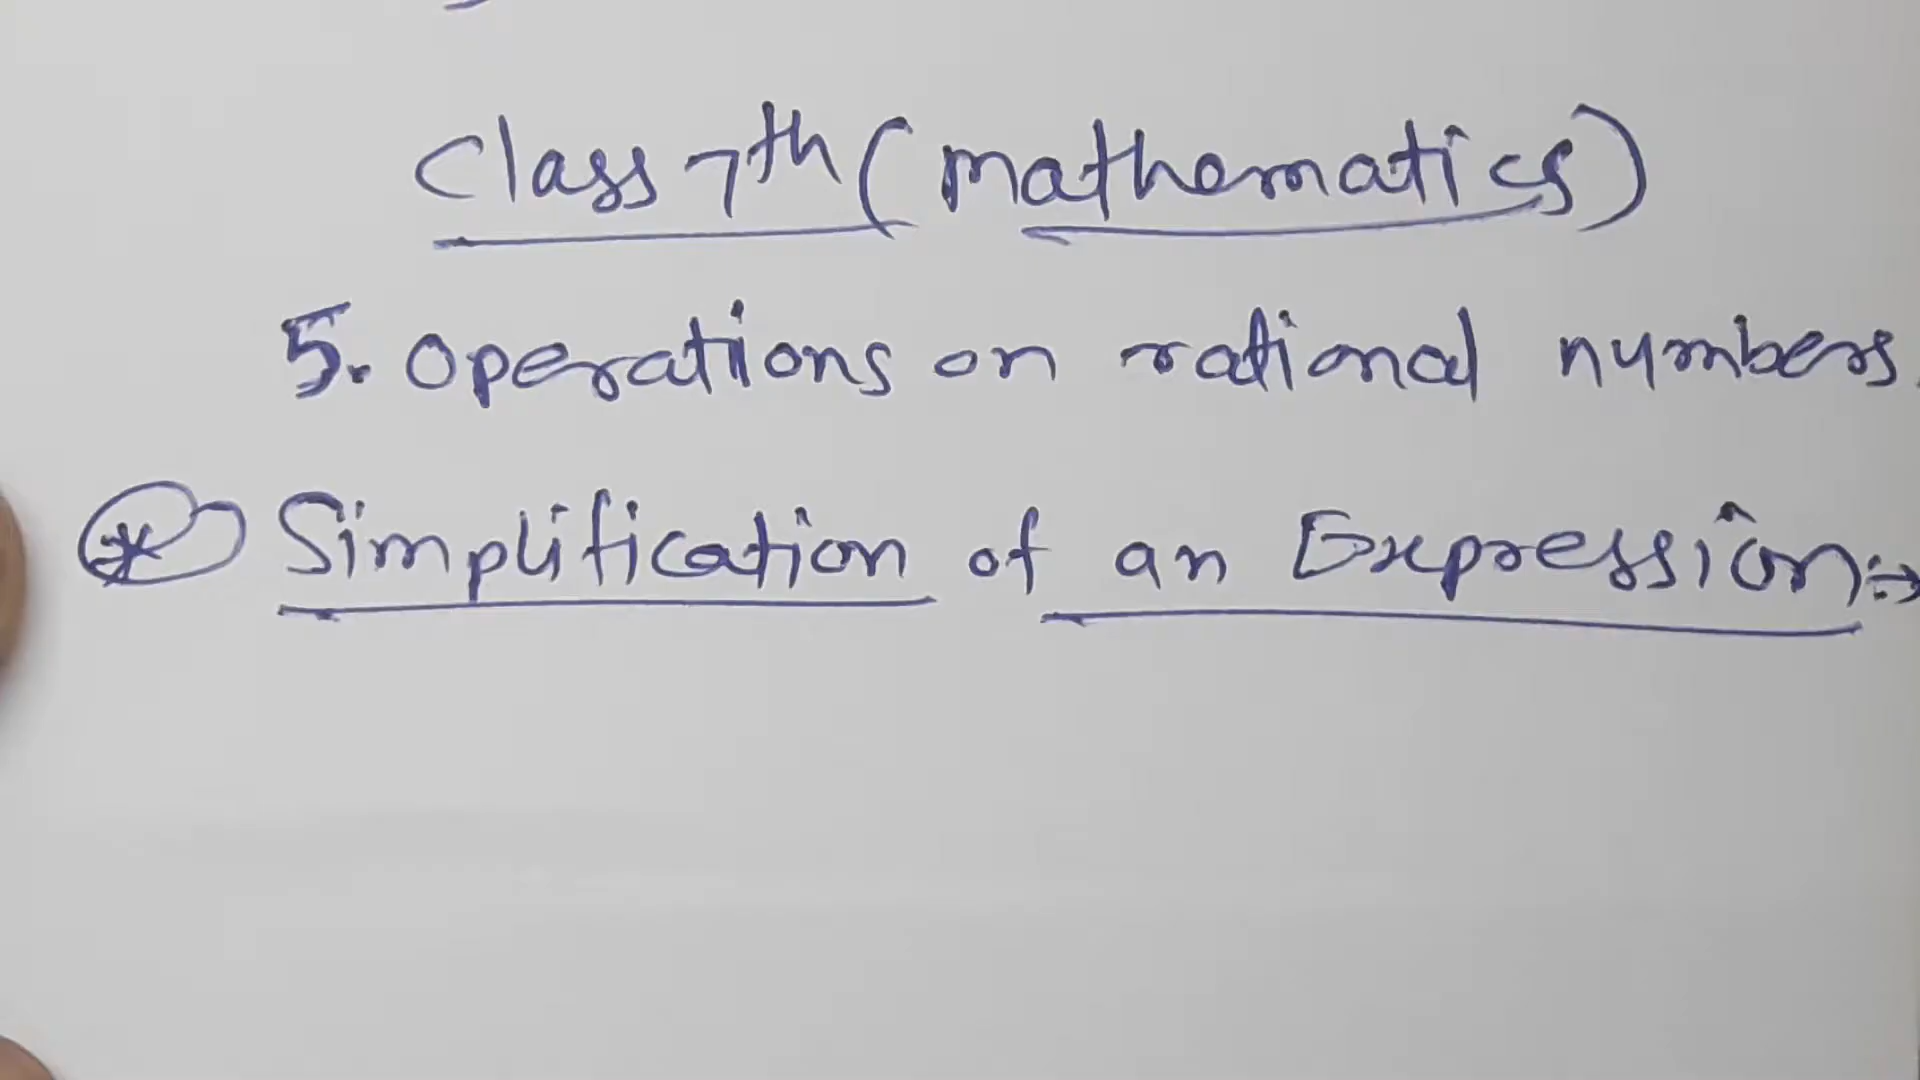 Class 7th (Mathematics)
5. Operations on rational numbers.
* Simplification of an Expression:→